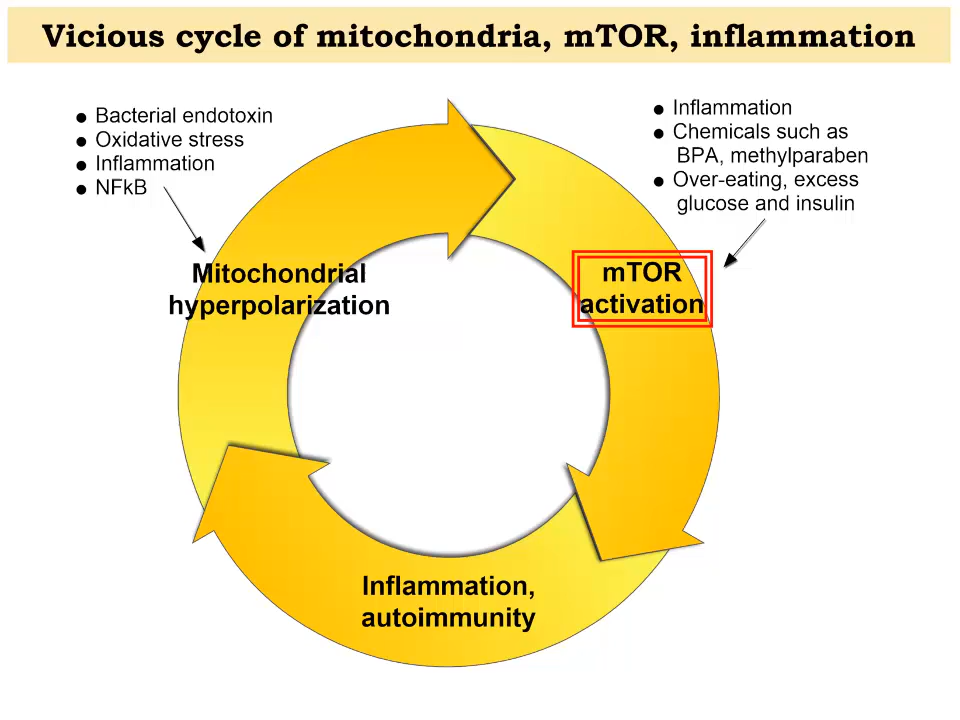 Vicious cycle of mitochondria, mTOR, inflammation
● Bacterial endotoxin
● Oxidative stress
● Inflammation
● NFkB
● Inflammation
● Chemicals such as
BPA, methylparaben
● Over-eating, excess
glucose and insulin
Mitochondrial
hyperpolarization
mTOR
activation
Inflammation,
autoimmunity